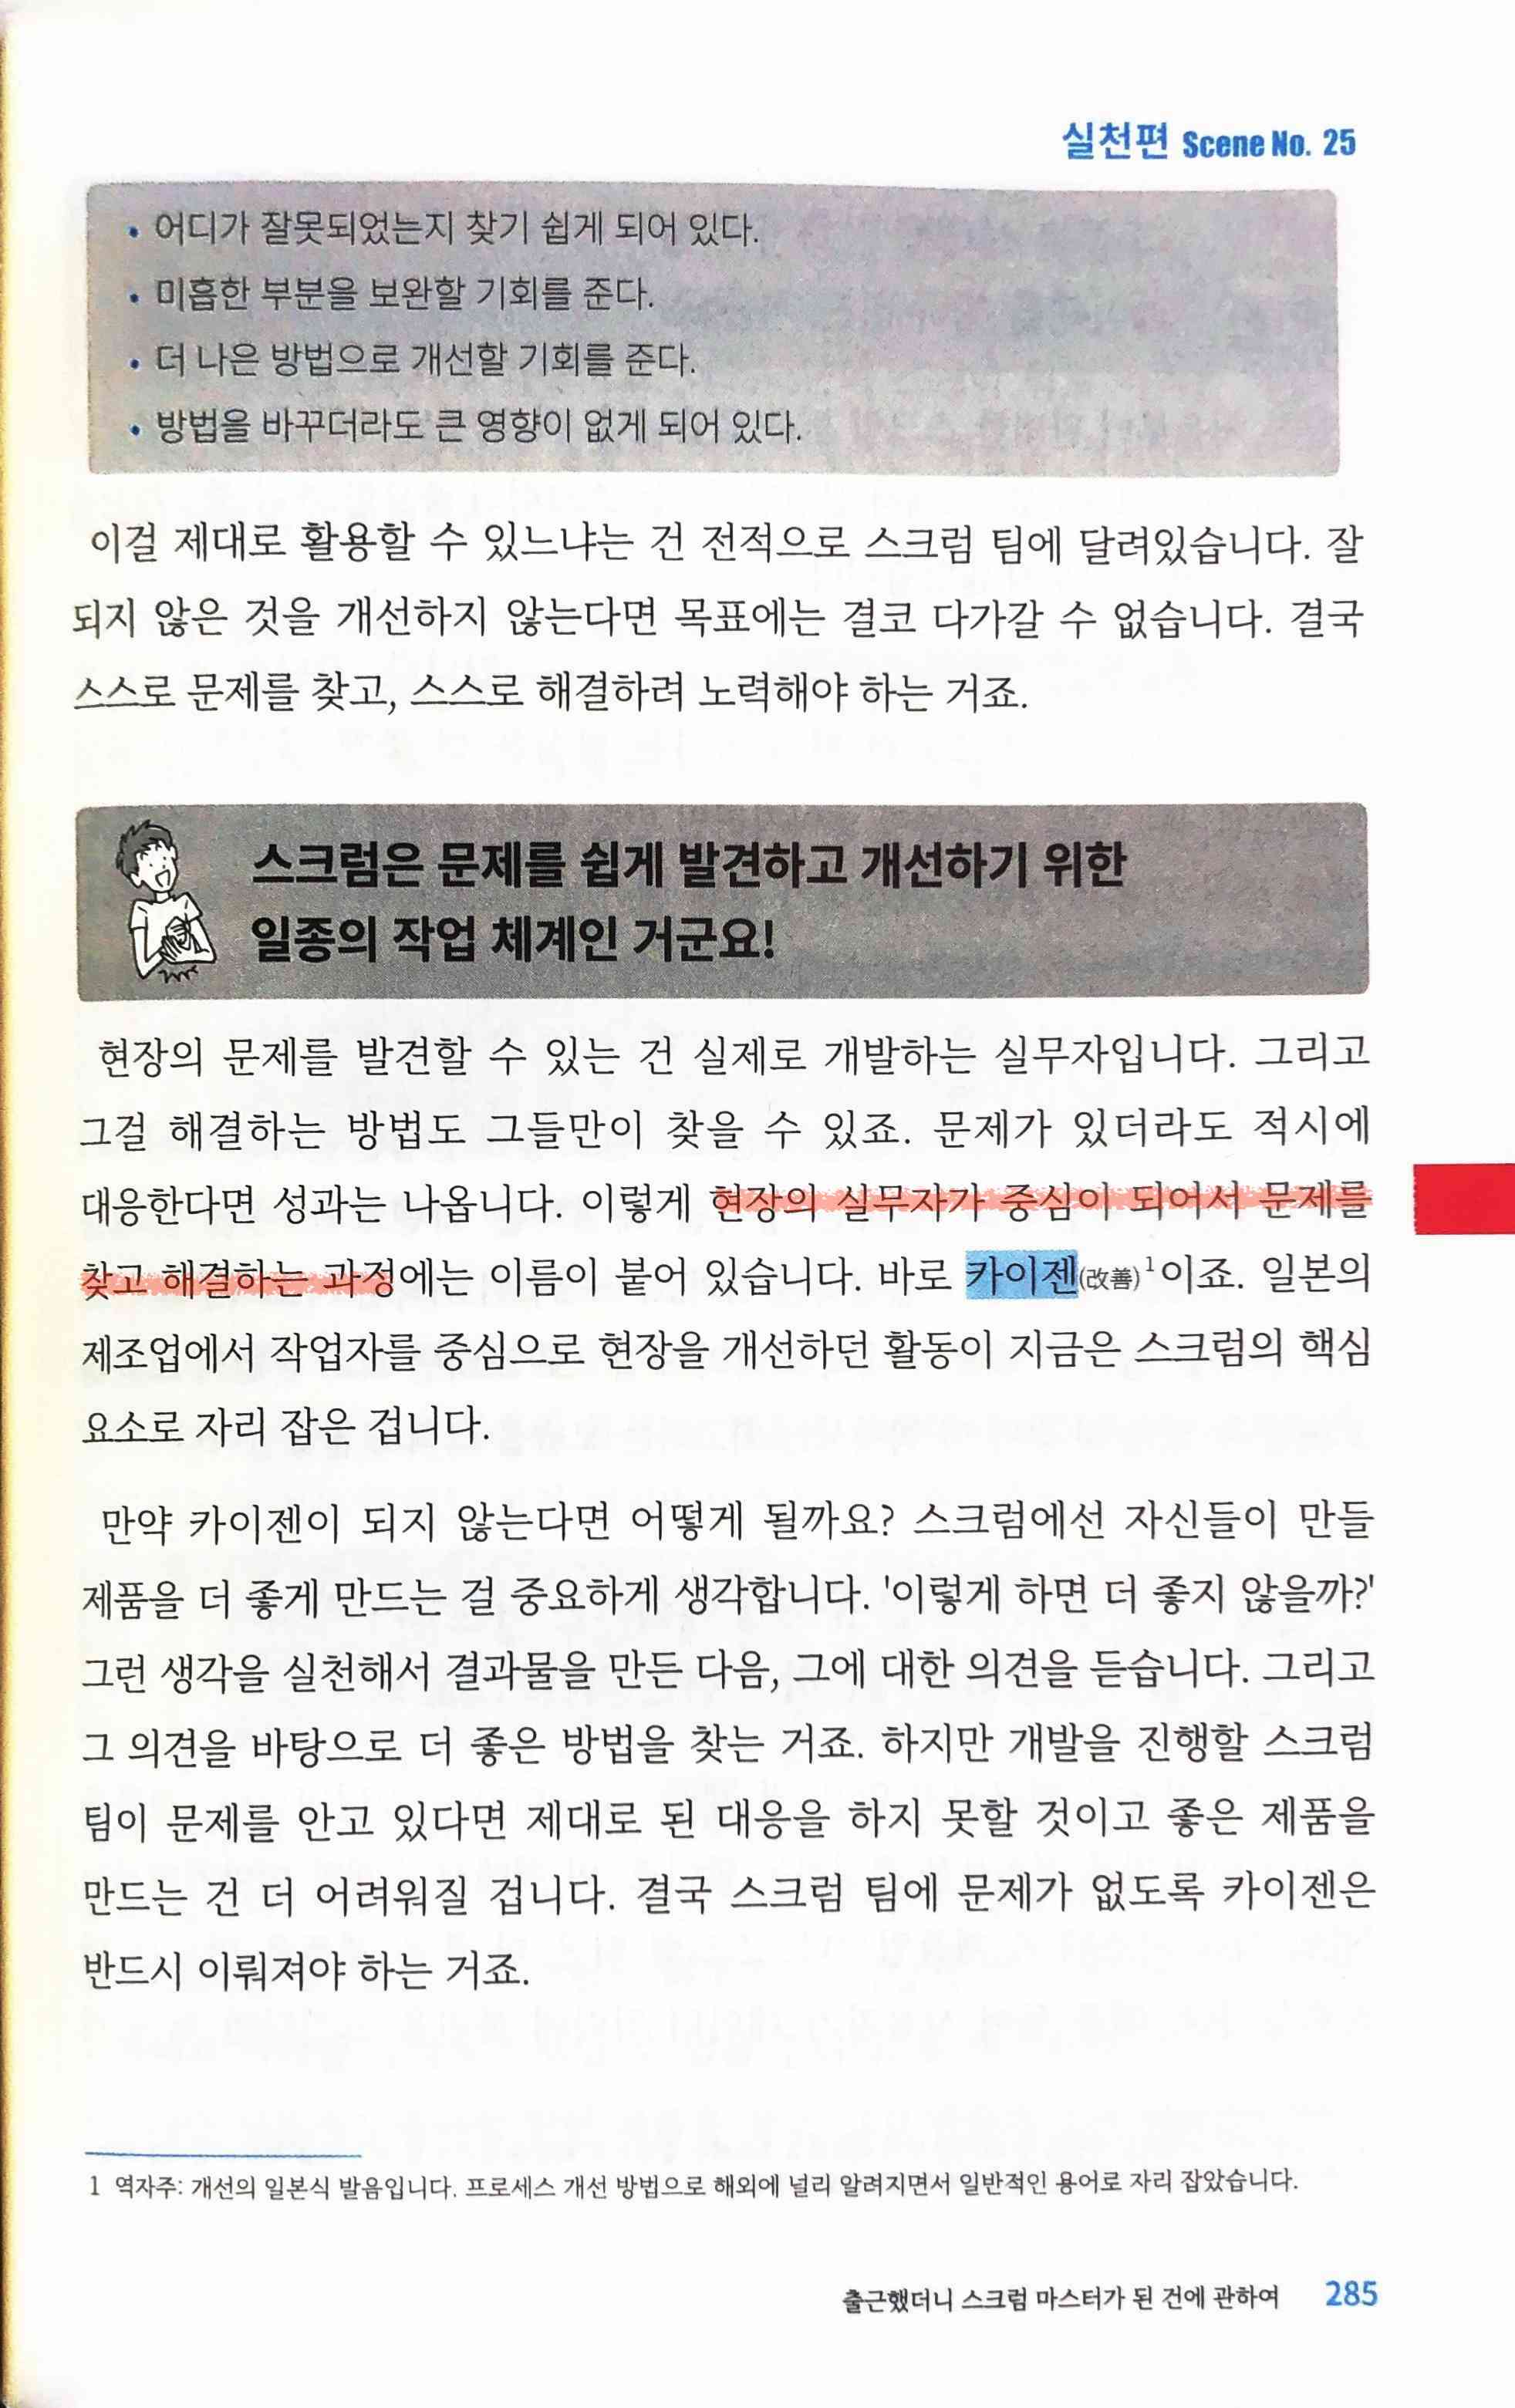 실천편 Scene No. 25
• 어디가 잘못되었는지 찾기 쉽게 되어 있다.
• 미흡한 부분을 보완할 기회를 준다.
• 더 나은 방법으로 개선할 기회를 준다.
• 방법을 바꾸더라도 큰 영향이 없게 되어 있다.
이걸 제대로 활용할 수 있느냐는 건 전적으로 스크럼 팀에 달려있습니다. 잘
되지 않은 것을 개선하지 않는다면 목표에는 결코 다가갈 수 없습니다. 결국
스스로 문제를 찾고, 스스로 해결하려 노력해야 하는 거죠.
스크럼은 문제를 쉽게 발견하고 개선하기 위한
일종의 작업 체계인 거군요!
현장의 문제를 발견할 수 있는 건 실제로 개발하는 실무자입니다. 그리고
그걸 해결하는 방법도 그들만이 찾을 수 있죠. 문제가 있더라도 적시에
대응한다면 성과는 나옵니다. 이렇게 현장의 실무자가 중심이 되어서 문제를
찾고 해결하는 과정에는 이름이 붙어 있습니다. 바로 카이젠(改善)¹이죠. 일본의
제조업에서 작업자를 중심으로 현장을 개선하던 활동이 지금은 스크럼의 핵심
요소로 자리 잡은 겁니다.
만약 카이젠이 되지 않는다면 어떻게 될까요? 스크럼에선 자신들이 만들
제품을 더 좋게 만드는 걸 중요하게 생각합니다. '이렇게 하면 더 좋지 않을까?'
그런 생각을 실천해서 결과물을 만든 다음, 그에 대한 의견을 듣습니다. 그리고
그 의견을 바탕으로 더 좋은 방법을 찾는 거죠. 하지만 개발을 진행할 스크럼
팀이 문제를 안고 있다면 제대로 된 대응을 하지 못할 것이고 좋은 제품을
만드는 건 더 어려워질 겁니다. 결국 스크럼 팀에 문제가 없도록 카이젠은
반드시 이뤄져야 하는 거죠.
1 역자주: 개선의 일본식 발음입니다. 프로세스 개선 방법으로 해외에 널리 알려지면서 일반적인 용어로 자리 잡았습니다.
출근했더니 스크럼 마스터가 된 건에 관하여 285